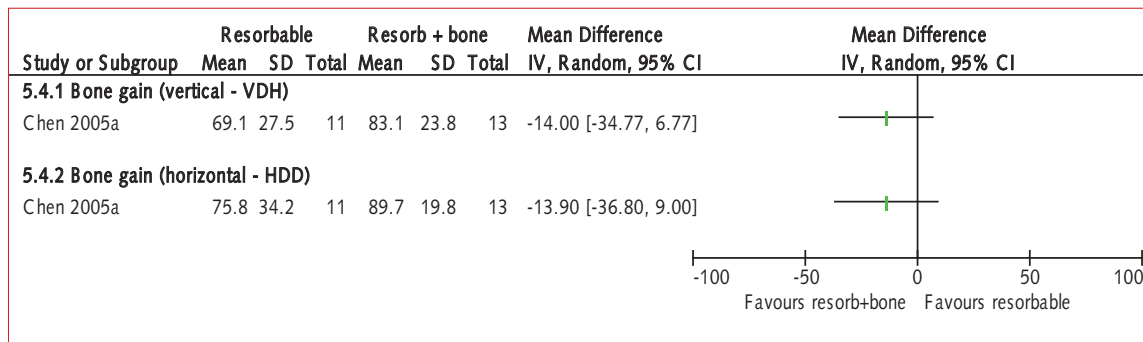 Resorbable Resorb + bone Mean Difference Mean Difference
Study or Subgroup Mean SD Total Mean SD Total IV, Random, 95% CI IV, Random, 95% CI
5.4.1 Bone gain (vertical - VDH)
Chen 2005a 69.1 27.5 11 83.1 23.8 13 -14.00 [-34.77, 6.77]
5.4.2 Bone gain (horizontal - HDD)
Chen 2005a 75.8 34.2 11 89.7 19.8 13 -13.90 [-36.80, 9.00]
-100 -50 0 50 100
Favours resorb+bone Favours resorbable